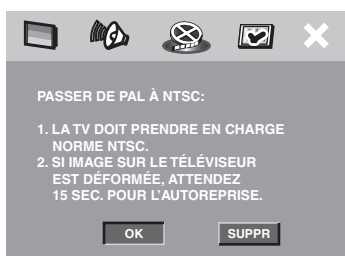 PASSER DE PAL À NTSC:
1. LA TV DOIT PRENDRE EN CHARGE
NORME NTSC.
2. SI IMAGE SUR LE TÉLÉVISEUR
EST DÉFORMÉE, ATTENDEZ
15 SEC. POUR L'AUTOREPRISE.
OK SUPPR